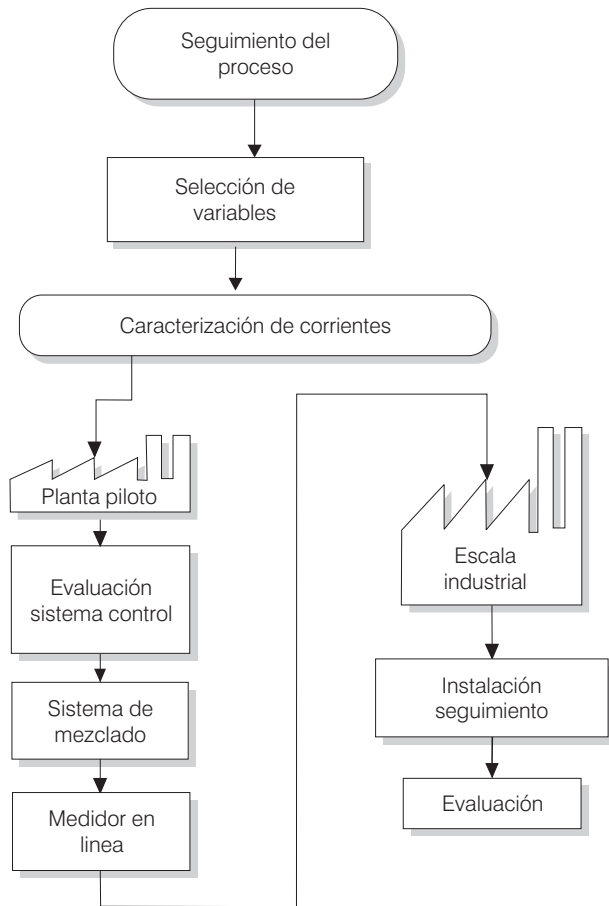 Seguimiento del
proceso
Selección de
variables
Caracterización de corrientes
Planta piloto
Evaluación
sistema control
Sistema de
mezclado
Medidor en
linea
Escala
industrial
Instalación
seguimiento
Evaluación